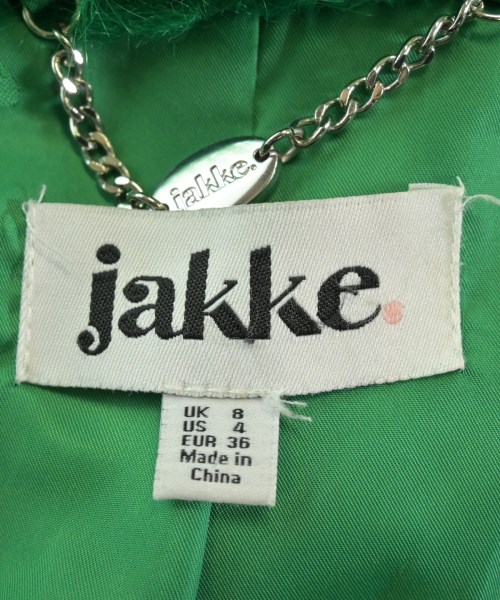 jakke.
jakke.
UK 8
US 4
EUR 36
Made in
China